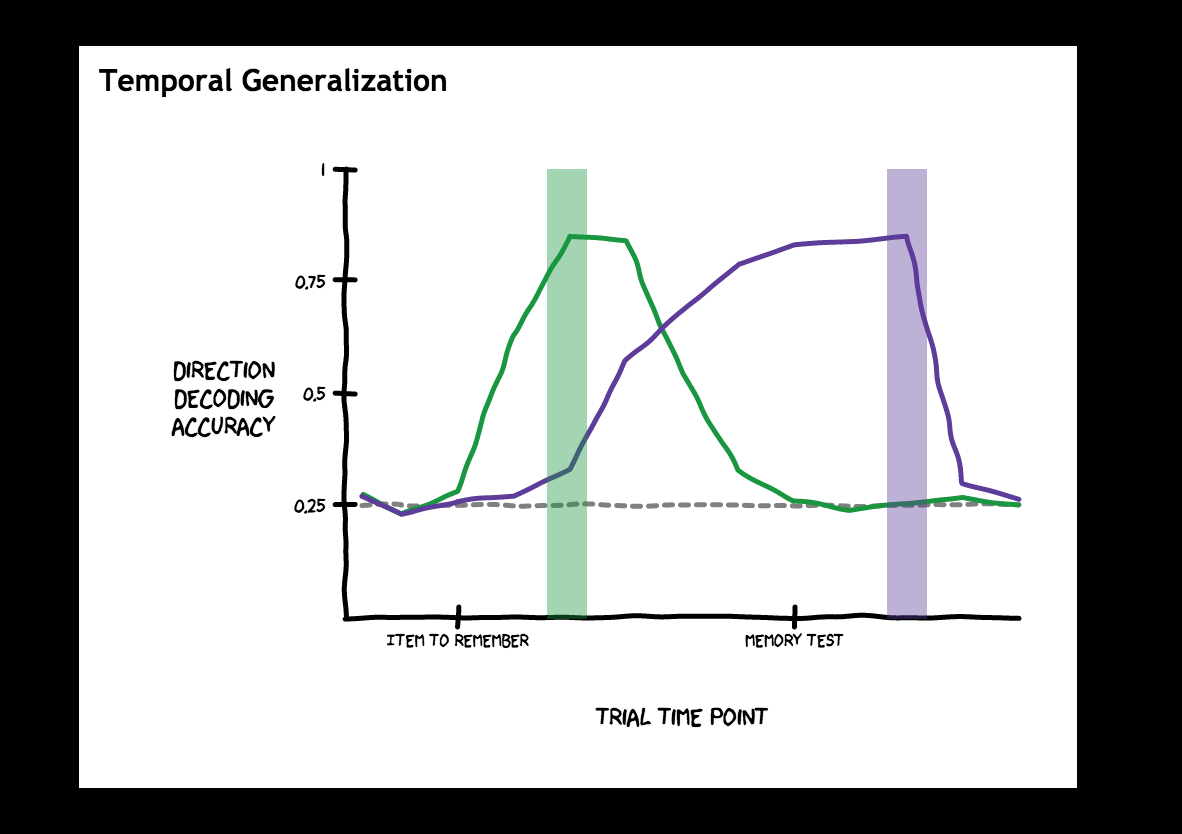 Temporal Generalization
1
0.75
DIRECTION
DECODING
ACCURACY
0.5
0.25
ITEM TO REMEMBER
MEMORY TEST
TRIAL TIME POINT